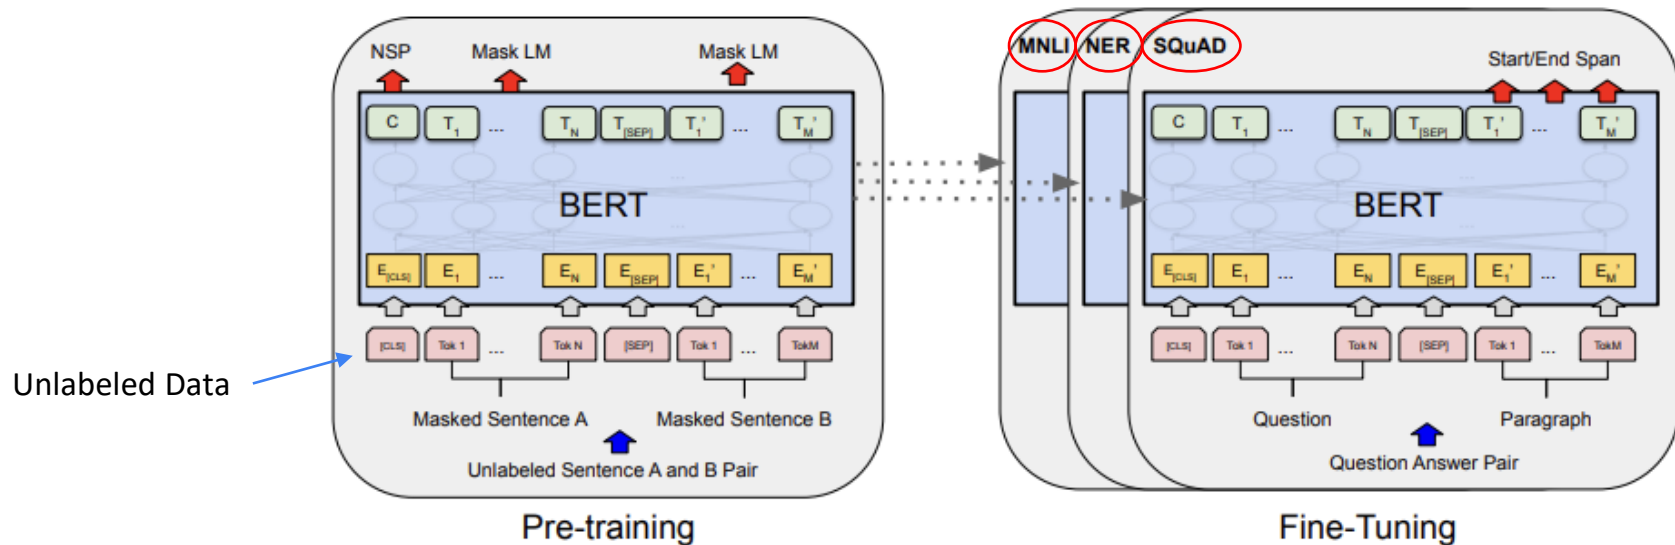 NSP Mask LM Mask LM
C T1 ... TN T[SEP] T1' ... TM'
...
BERT
...
E[CLS] E1 ... EN E[SEP] E1' ... EM'
[CLS] Tok 1 ... Tok N [SEP] Tok 1 ... TokM
Unlabeled Data
Masked Sentence A Masked Sentence B
Unlabeled Sentence A and B Pair
Pre-training
MNLI NER SQuAD
Start/End Span
C T1 ... TN T[SEP] T1' ... TM'
...
BERT
...
E[CLS] E1 ... EN E[SEP] E1' ... EM'
[CLS] Tok 1 ... Tok N [SEP] Tok 1 ... TokM
Question Paragraph
Question Answer Pair
Fine-Tuning